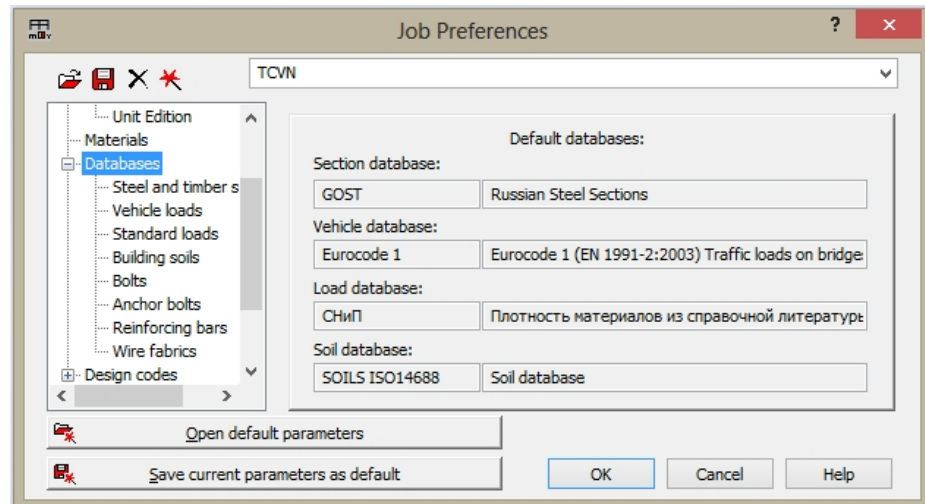 Job Preferences
?
TCVN
Unit Edition
Materials
Databases
Steel and timber s
Vehicle loads
Standard loads
Building soils
Bolts
Anchor bolts
Reinforcing bars
Wire fabrics
Design codes
Default databases:
Section database:
GOST Russian Steel Sections
Vehicle database:
Eurocode 1 Eurocode 1 (EN 1991-2:2003) Traffic loads on bridge
Load database:
СНиП Плотность материалов из справочной литературь
Soil database:
SOILS ISO14688 Soil database
Open default parameters
Save current parameters as default
OK Cancel Help